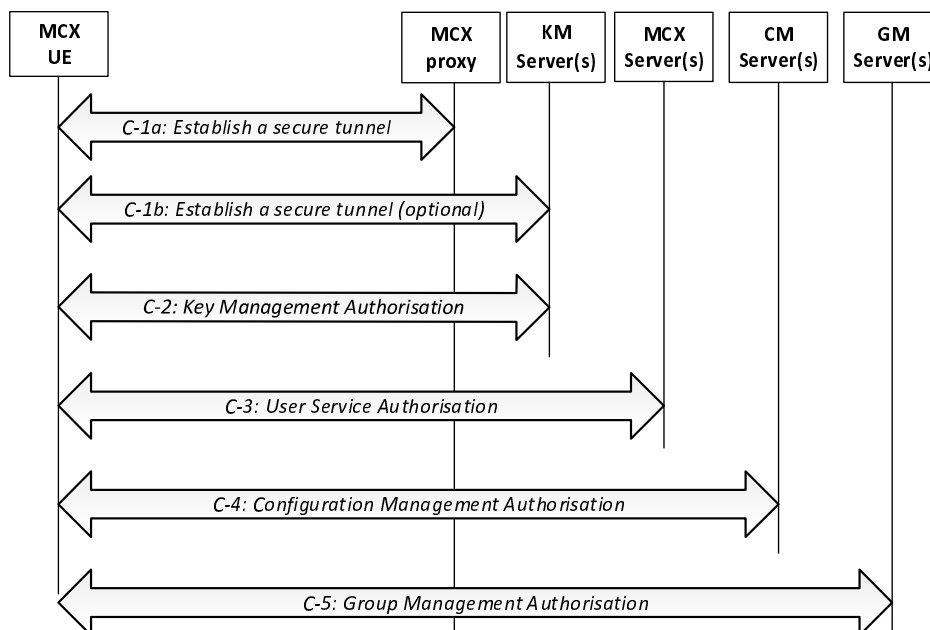 MCX
UE
MCX
proxy
KM
Server(s)
MCX
Server(s)
CM
Server(s)
GM
Server(s)
C-1a: Establish a secure tunnel
C-1b: Establish a secure tunnel (optional)
C-2: Key Management Authorisation
C-3: User Service Authorisation
C-4: Configuration Management Authorisation
C-5: Group Management Authorisation